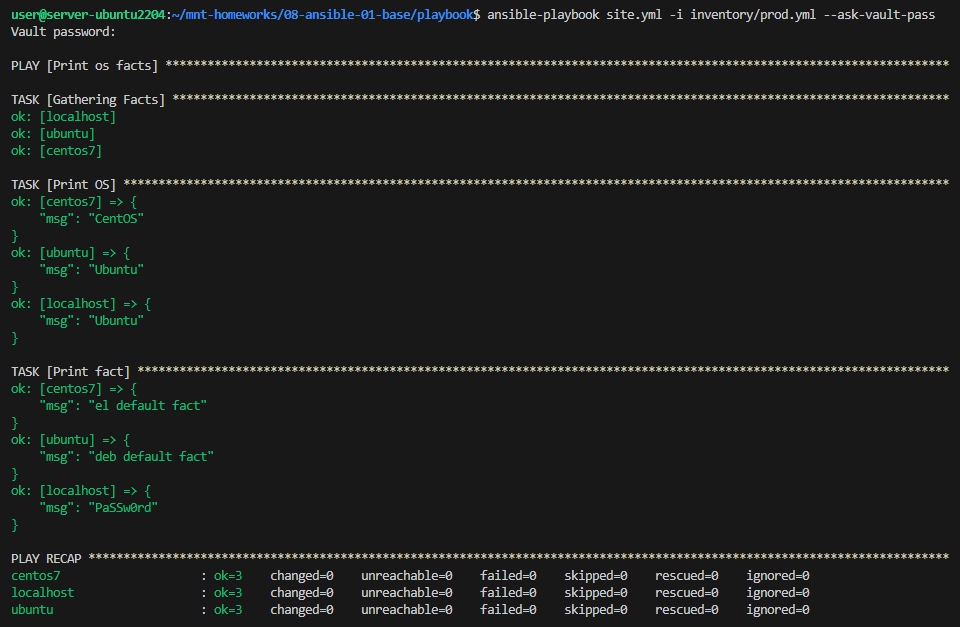 user@server-ubuntu2204:~/mnt-homeworks/08-ansible-01-base/playbook$ ansible-playbook site.yml -i inventory/prod.yml --ask-vault-pass
Vault password:
PLAY [Print os facts] ****************************************************************************************************************
TASK [Gathering Facts] ***************************************************************************************************************
ok: [localhost]
ok: [ubuntu]
ok: [centos7]
TASK [Print OS] **********************************************************************************************************************
ok: [centos7] => {
    "msg": "CentOS"
}
ok: [ubuntu] => {
    "msg": "Ubuntu"
}
ok: [localhost] => {
    "msg": "Ubuntu"
}
TASK [Print fact] ********************************************************************************************************************
ok: [centos7] => {
    "msg": "el default fact"
}
ok: [ubuntu] => {
    "msg": "deb default fact"
}
ok: [localhost] => {
    "msg": "PaSSw0rd"
}
PLAY RECAP ***************************************************************************************************************************
centos7                    : ok=3    changed=0    unreachable=0    failed=0    skipped=0    rescued=0    ignored=0
localhost                  : ok=3    changed=0    unreachable=0    failed=0    skipped=0    rescued=0    ignored=0
ubuntu                     : ok=3    changed=0    unreachable=0    failed=0    skipped=0    rescued=0    ignored=0